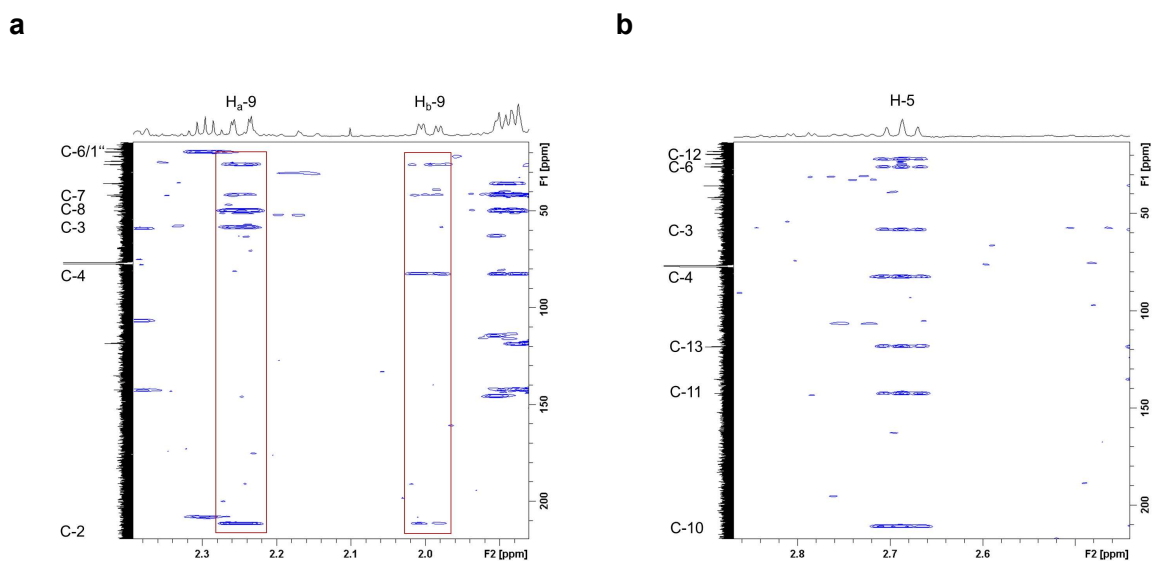 a
b
Hₐ-9
H_b-9
C-6/1"
C-7
C-8
C-3
C-4
C-2
50
100
150
200
F1 [ppm]
2.3
2.2
2.1
2.0
F2 [ppm]
H-5
C-12
C-6
C-3
C-4
C-13
C-11
C-10
50
100
150
200
F1 [ppm]
2.8
2.7
2.6
F2 [ppm]